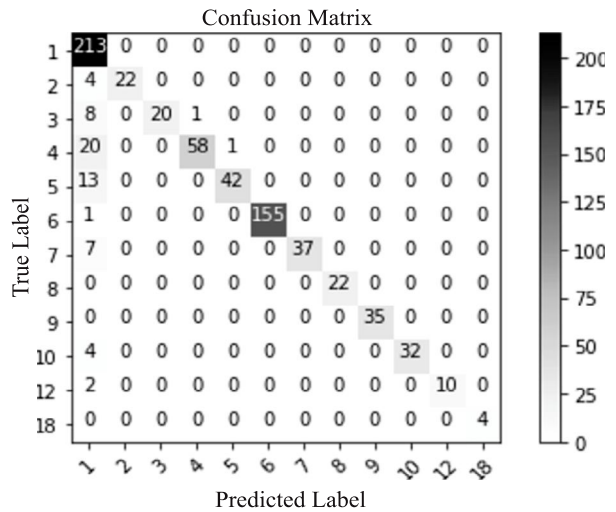 Confusion Matrix
1 213 0 0 0 0 0 0 0 0 0 0 0
2 4 22 0 0 0 0 0 0 0 0 0 0
3 8 0 20 1 0 0 0 0 0 0 0 0
4 20 0 0 58 1 0 0 0 0 0 0 0
5 13 0 0 0 42 0 0 0 0 0 0 0
6 1 0 0 0 0 155 0 0 0 0 0 0
7 7 0 0 0 0 0 37 0 0 0 0 0
8 0 0 0 0 0 0 0 22 0 0 0 0
9 0 0 0 0 0 0 0 0 35 0 0 0
10 4 0 0 0 0 0 0 0 0 32 0 0
12 2 0 0 0 0 0 0 0 0 0 10 0
18 0 0 0 0 0 0 0 0 0 0 0 4
1 2 3 4 5 6 7 8 9 10 12 18
Predicted Label
True Label
200
175
150
125
100
75
50
25
0